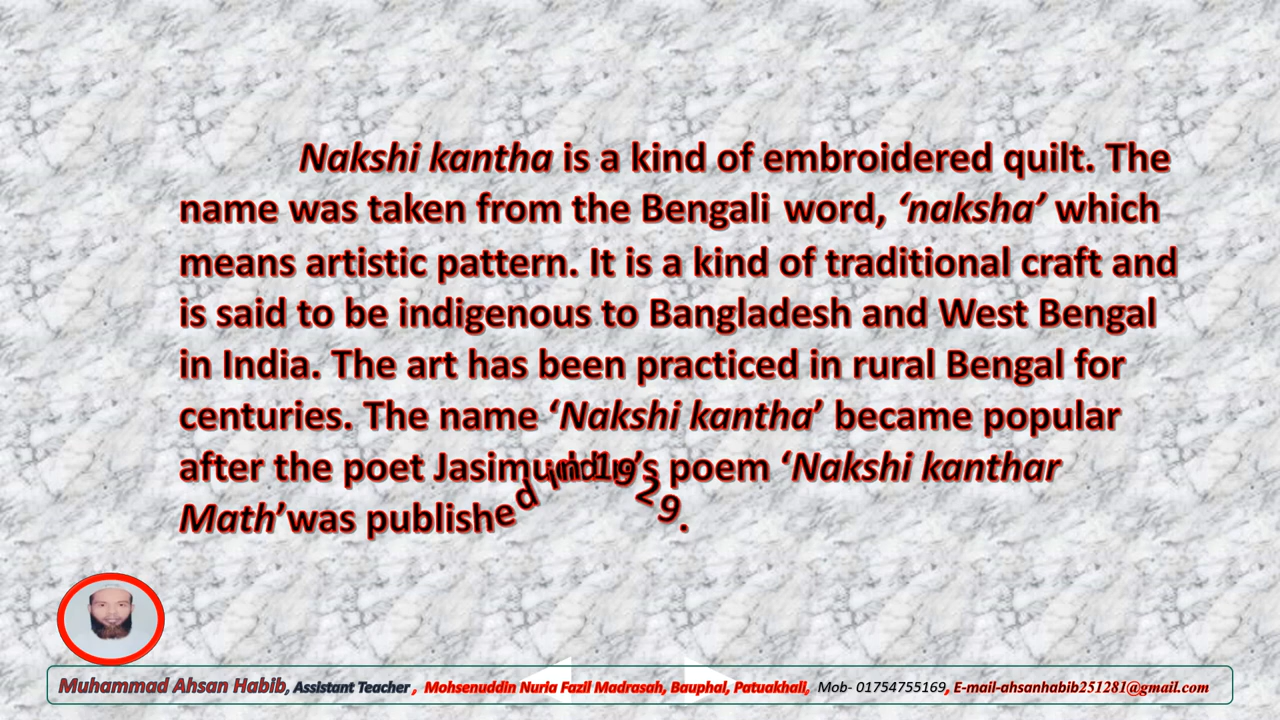 Nakshi kantha is a kind of embroidered quilt. The
name was taken from the Bengali word, ‘naksha’ which
means artistic pattern. It is a kind of traditional craft and
is said to be indigenous to Bangladesh and West Bengal
in India. The art has been practiced in rural Bengal for
centuries. The name ‘Nakshi kantha’ became popular
after the poet Jasimuddin’s poem ‘Nakshi kanthar
Math’was published in 1929.
Muhammad Ahsan Habib, Assistant Teacher , Mohsenuddin Nuria Fazil Madrasah, Bauphal, Patuakhali, Mob- 01754755169, E-mail-ahsanhabib251281@gmail.com